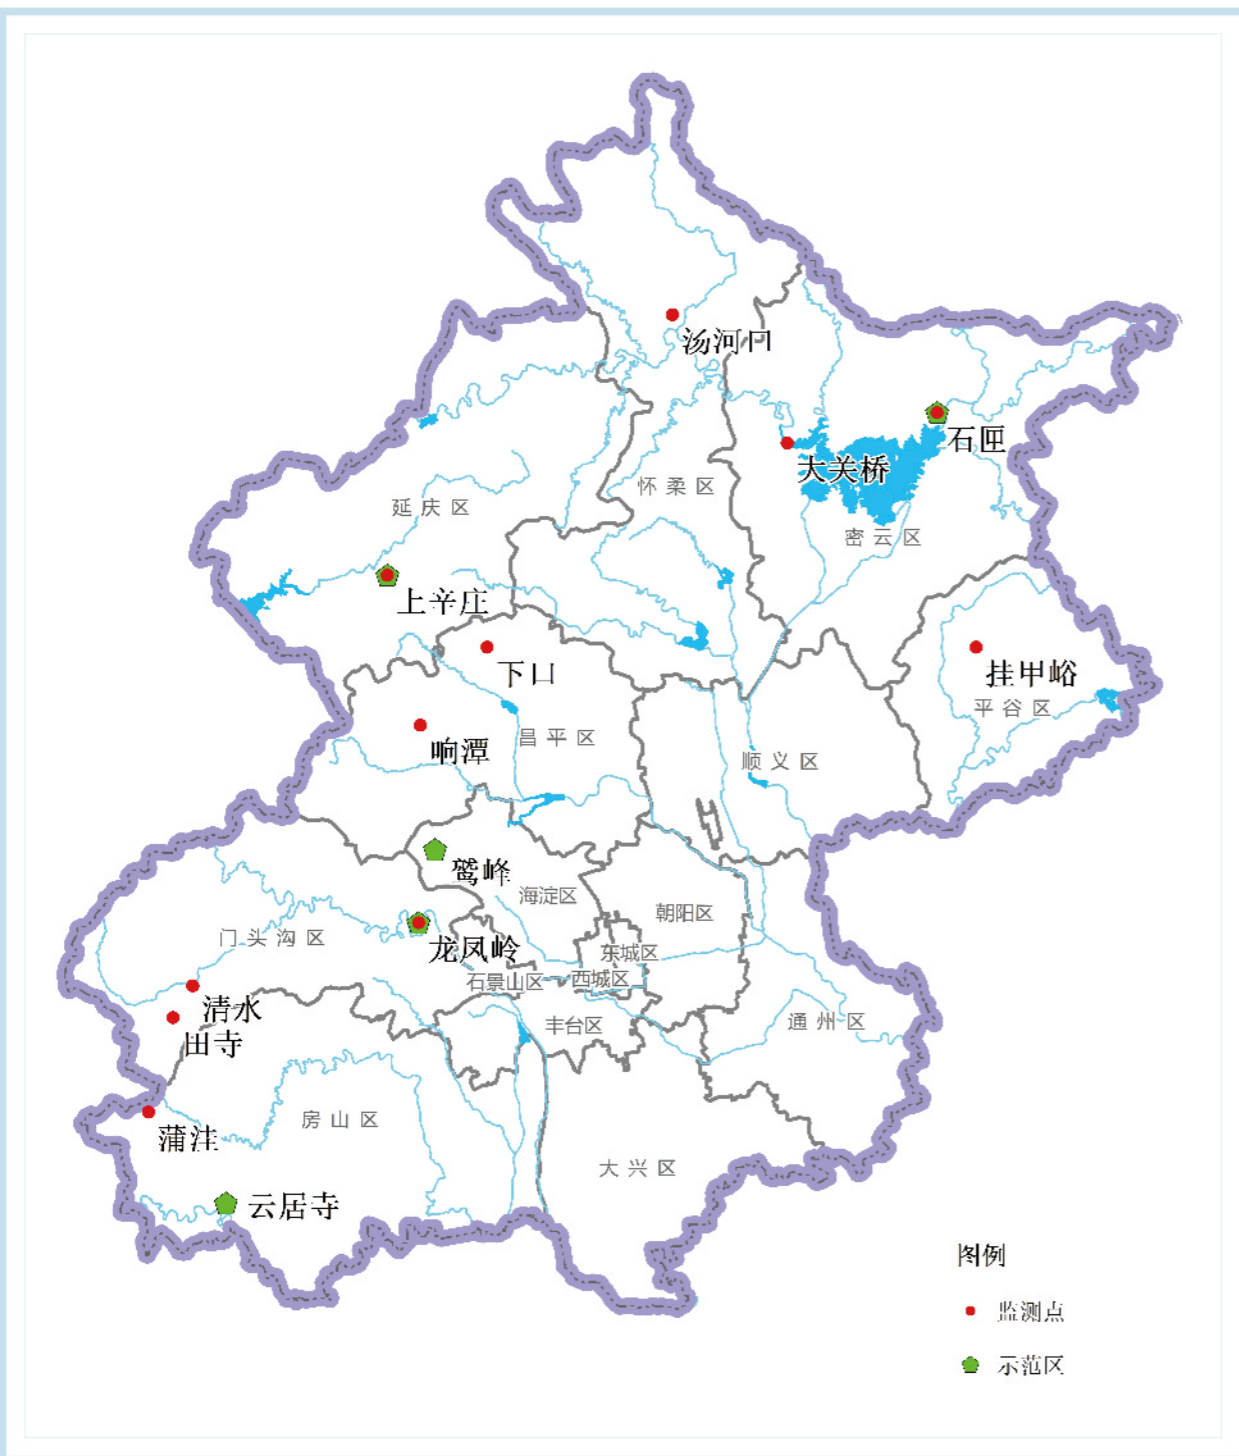 汤河口
石匣
大关桥
怀柔区
延庆区
密云区
上辛庄
下口
挂甲峪
平谷区
昌平区
响潭
顺义区
鹫峰
海淀区
朝阳区
门头沟区
龙凤岭
东城区
石景山区
西城区
清水
丰台区
通州区
田寺
房山区
蒲洼
大兴区
云居寺
图例
监测点
示范区